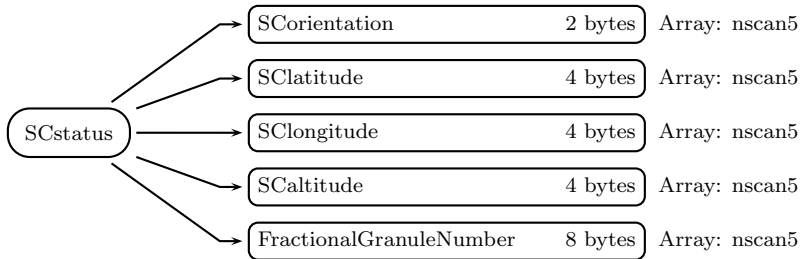 SCorientation 2 bytes Array: nscan5
SClatitude 4 bytes Array: nscan5
SCstatus SClongitude 4 bytes Array: nscan5
SCaltitude 4 bytes Array: nscan5
FractionalGranuleNumber 8 bytes Array: nscan5